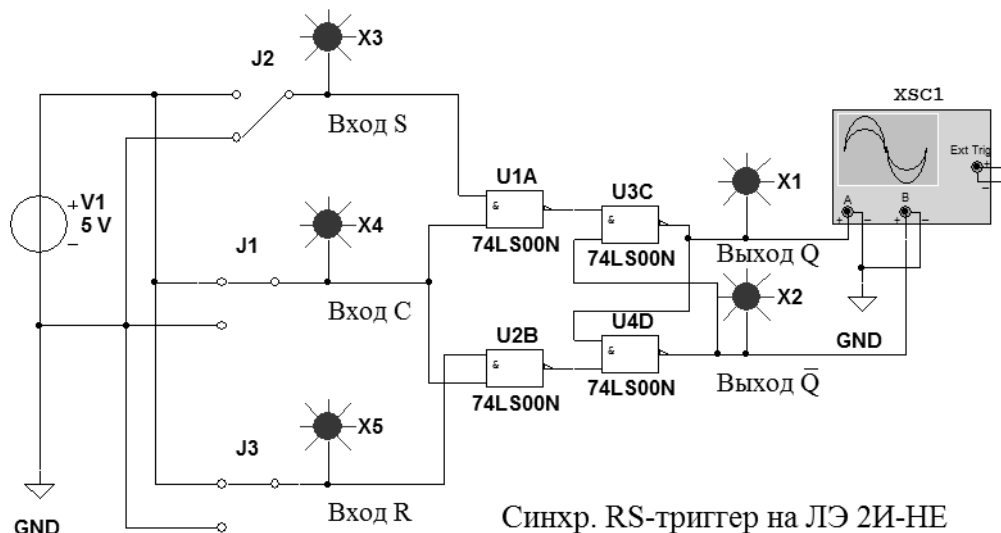 X3
J2
Вход S
XSC1
Ext Trig
+
−
A
B
+ − + −
V1
5 V
+
−
X4
J1
Вход C
U1A
&
74LS00N
U3C
&
74LS00N
X1
Выход Q
X2
GND
U2B
&
74LS00N
U4D
&
74LS00N
Выход Q̅
X5
J3
Вход R
GND
Синхр. RS-триггер на ЛЭ 2И-НЕ